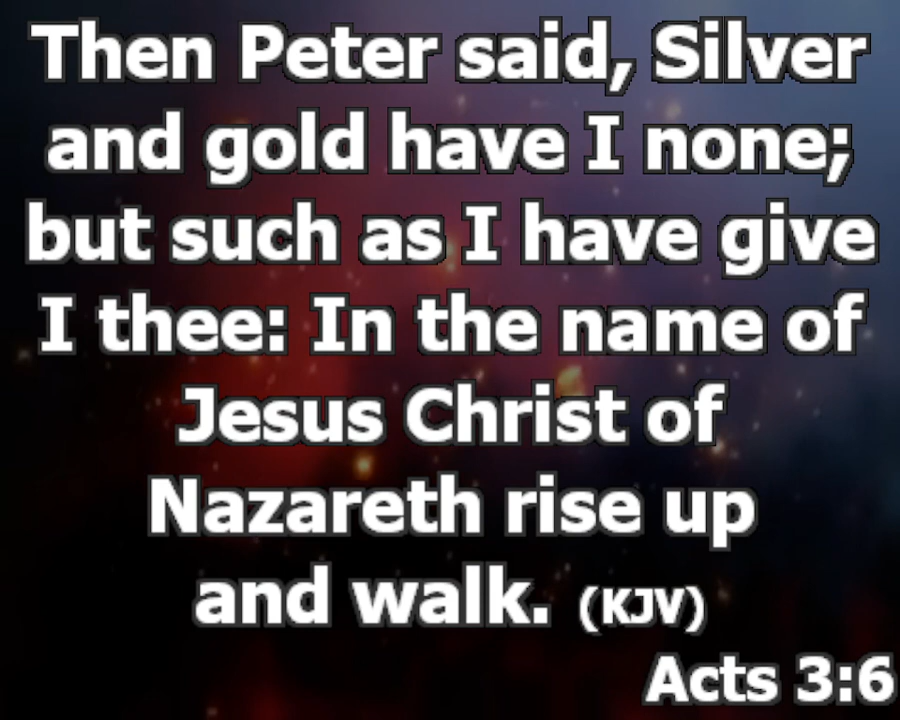 Then Peter said, Silver
and gold have I none;
but such as I have give
I thee: In the name of
Jesus Christ of
Nazareth rise up
and walk. (KJV)
Acts 3:6